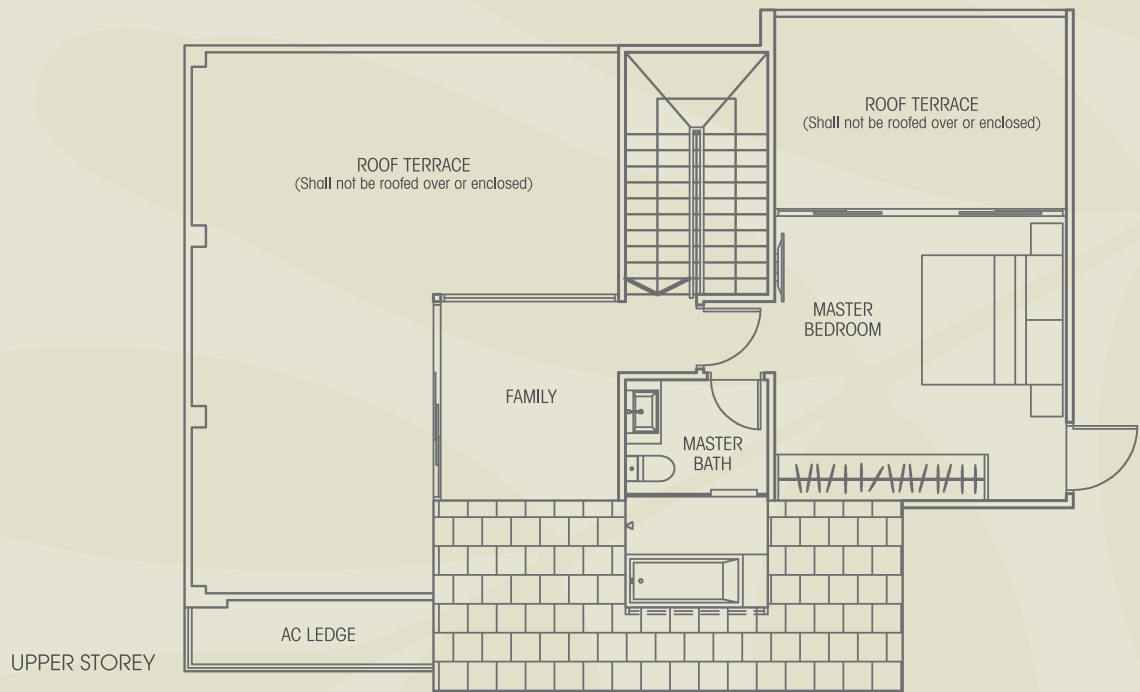 ROOF TERRACE
(Shall not be roofed over or enclosed)
ROOF TERRACE
(Shall not be roofed over or enclosed)
MASTER
BEDROOM
FAMILY
MASTER
BATH
AC LEDGE
UPPER STOREY